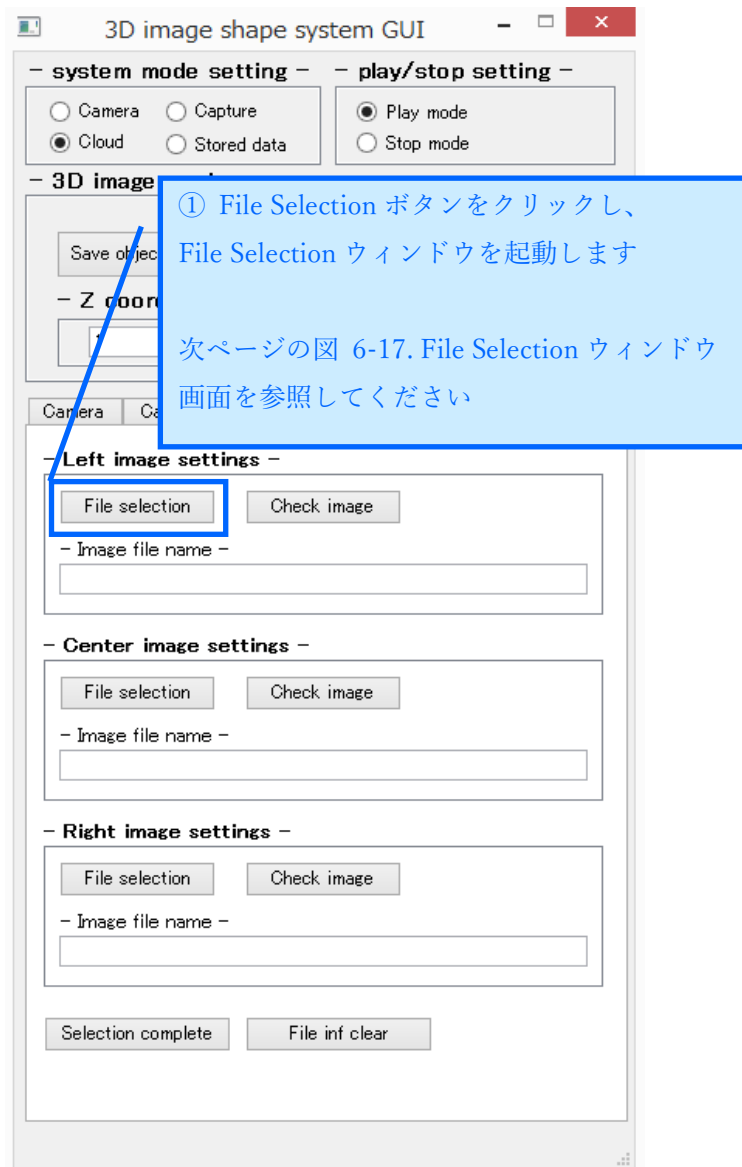 3D image shape system GUI
- system mode setting - - play/stop setting -
Camera Capture Play mode
Cloud Stored data Stop mode
- 3D image
① File Selection ボタンをクリックし、
File Selection ウィンドウを起動します
次ページの図 6-17. File Selection ウィンドウ
画面を参照してください
Save objec
- Z coor
Camera Ca
- Left image settings -
File selection Check image
- Image file name -
- Center image settings -
File selection Check image
- Image file name -
- Right image settings -
File selection Check image
- Image file name -
Selection complete File inf clear